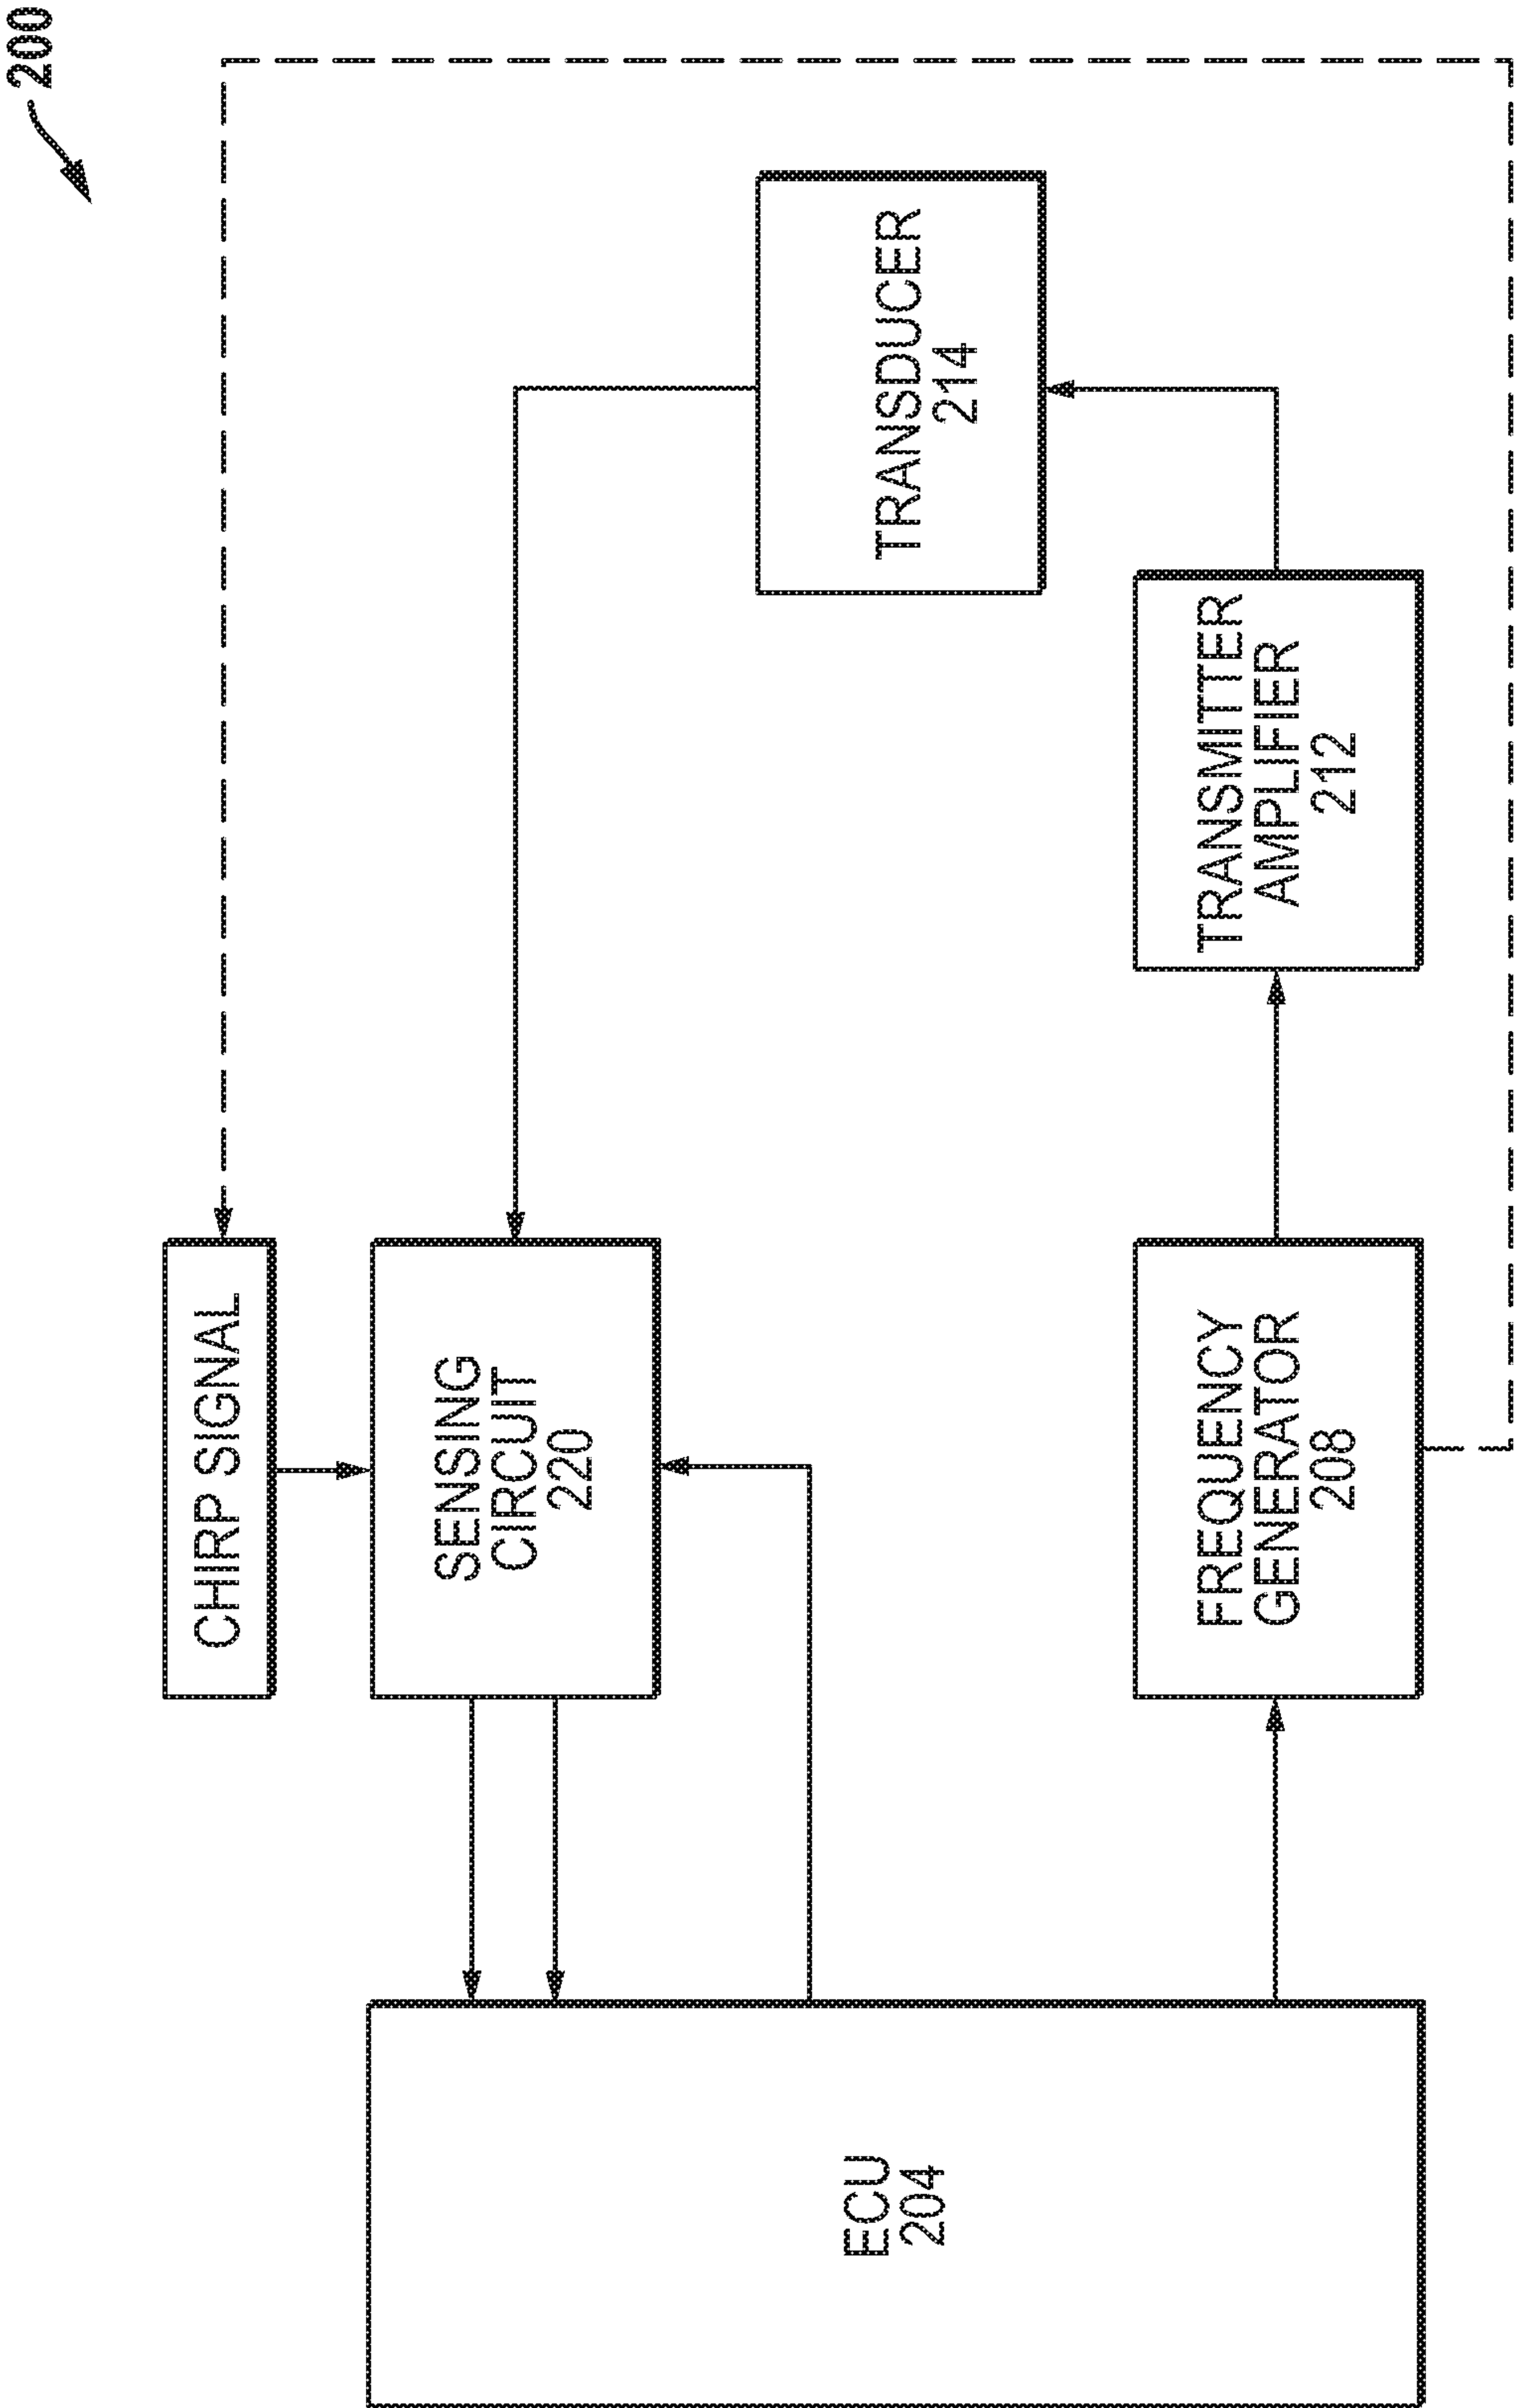 200
CHIRP SIGNAL
SENSING
CIRCUIT
220
TRANSDUCER
214
ECU
204
FREQUENCY
GENERATOR
208
TRANSMITTER
AMPLIFIER
212